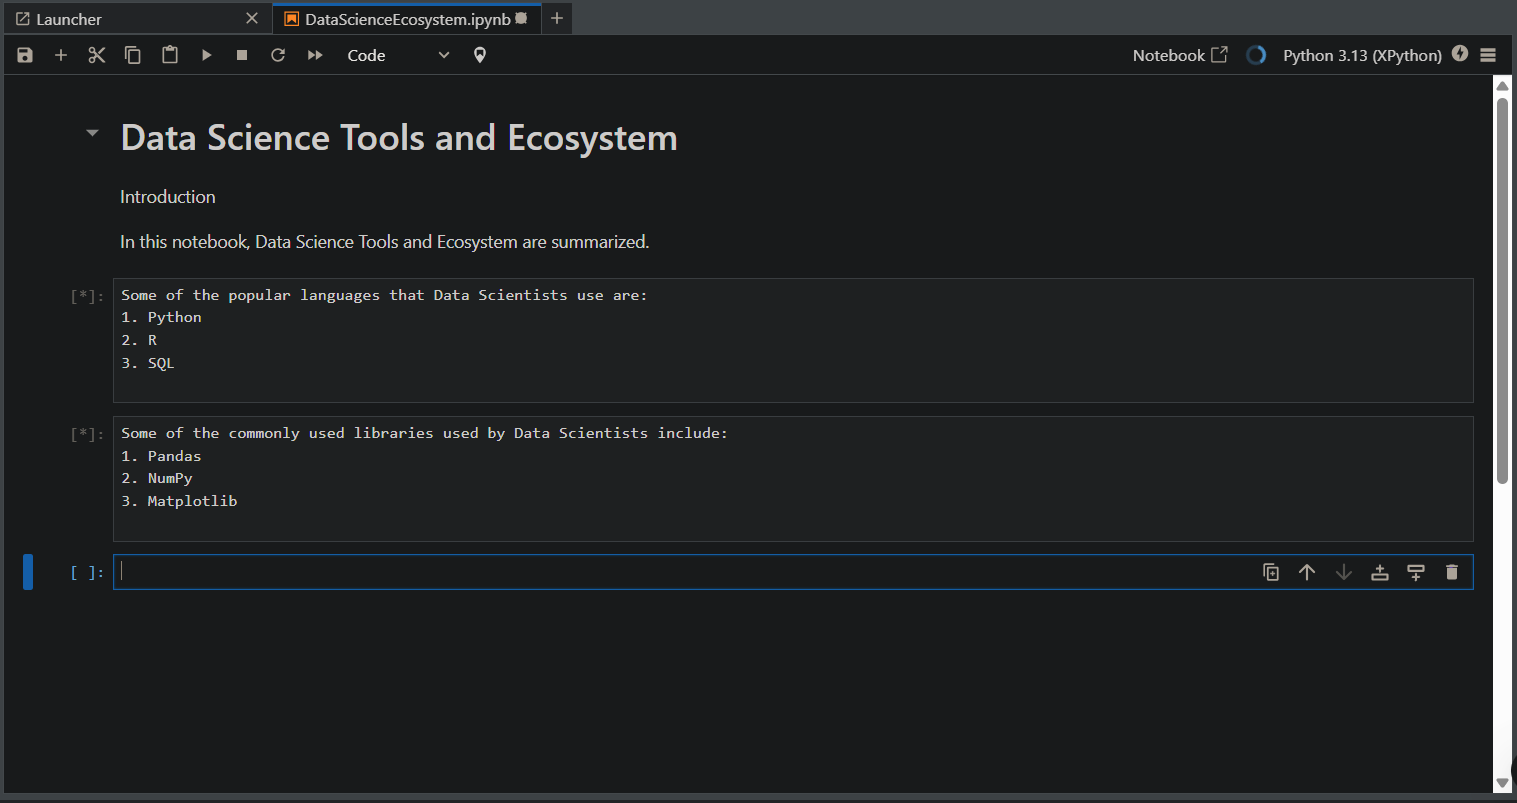 Launcher
DataScienceEcosystem.ipynb
Code
Notebook
Python 3.13 (XPython)
Data Science Tools and Ecosystem
Introduction
In this notebook, Data Science Tools and Ecosystem are summarized.
[*]:
Some of the popular languages that Data Scientists use are:
1. Python
2. R
3. SQL
[*]:
Some of the commonly used libraries used by Data Scientists include:
1. Pandas
2. NumPy
3. Matplotlib
[ ]: